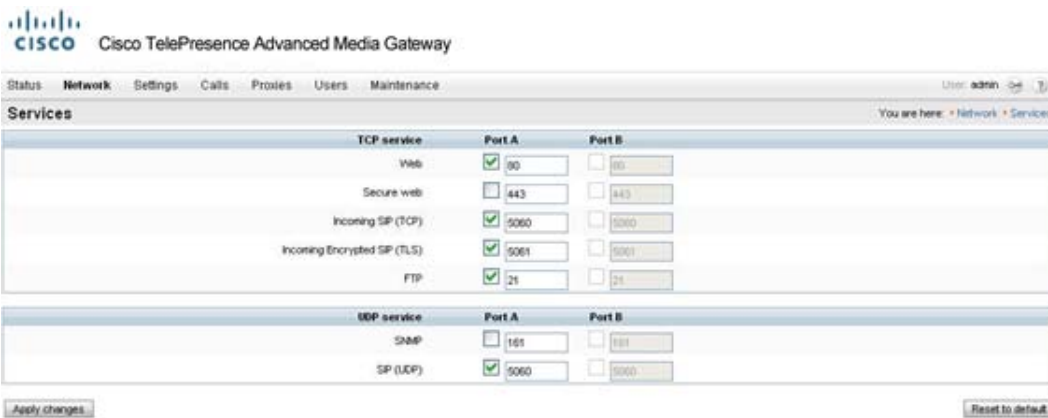 CISCO Cisco TelePresence Advanced Media Gateway
Status Network Settings Calls Proxies Users Maintenance User: admin
Services You are here: • Network • Services
TCP service Port A Port B
Web 80 80
Secure web 443 443
Incoming SIP (TCP) 5060 5060
Incoming Encrypted SIP (TLS) 5061 5061
FTP 21 21
UDP service Port A Port B
SNMP 161 161
SIP (UDP) 5060 5060
Apply changes Reset to default